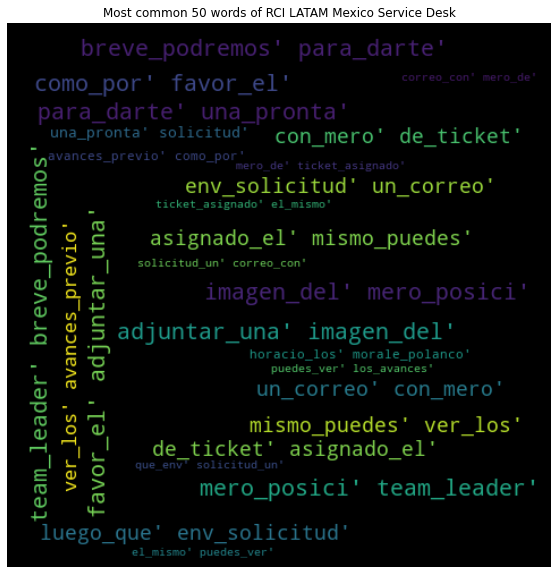 Most common 50 words of RCI LATAM Mexico Service Desk
breve_podremos' para_darte'
correo_con' mero_de'
como_por' favor_el'
para_darte' una_pronta'
una_pronta' solicitud'
con_mero' de_ticket'
avances_previo' como_por'
mero_de' ticket_asignado'
env_solicitud' un_correo'
ticket_asignado' el_mismo'
asignado_el' mismo_puedes'
solicitud_un' correo_con'
imagen_del' mero_posici'
adjuntar_una' imagen_del'
horacio_los' morale_polanco'
puedes_ver' los_avances'
un_correo' con_mero'
mismo_puedes' ver_los'
de_ticket' asignado_el'
que_env' solicitud_un'
mero_posici' team_leader'
luego_que' env_solicitud'
el_mismo' puedes_ver'
team_leader' breve_podremos'
ver_los' avances_previo'
favor_el' adjuntar_una'